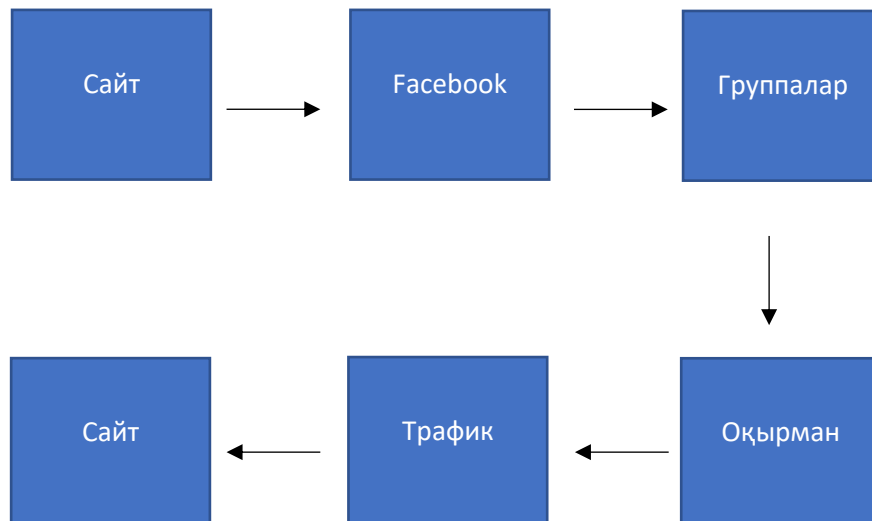 Сайт
Facebook
Группалар
Сайт
Трафик
Оқырман